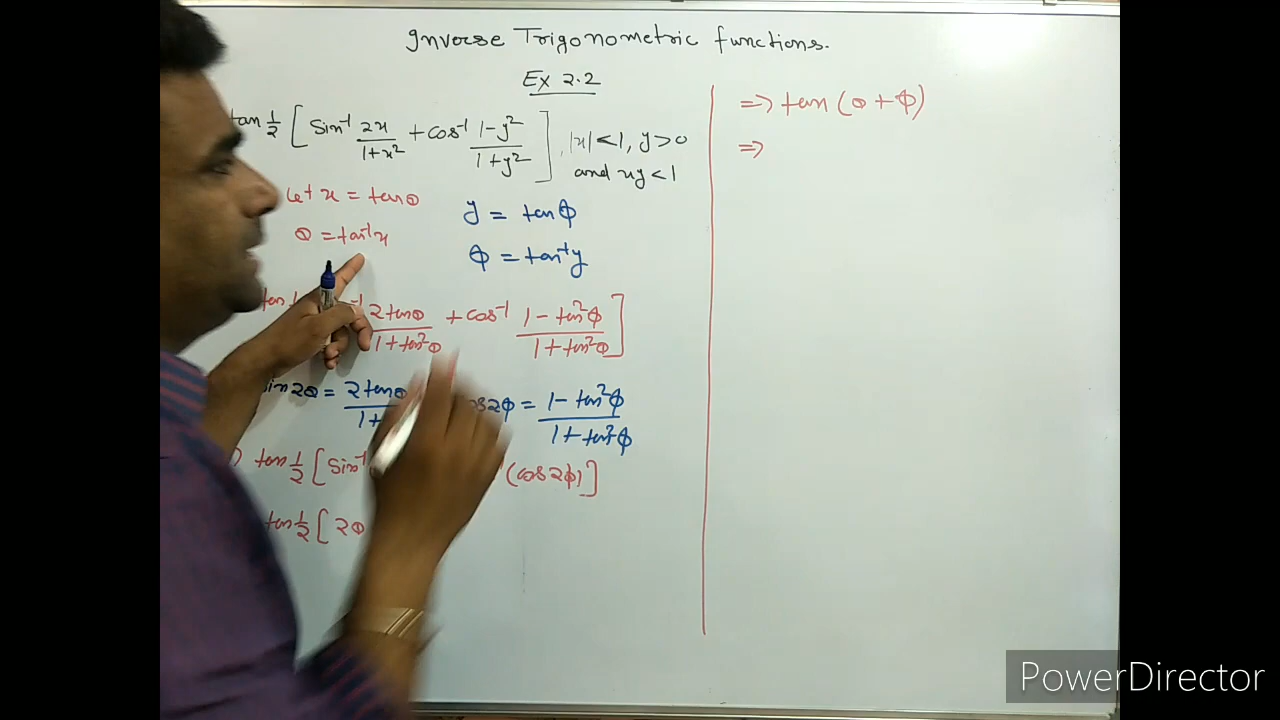 Inverse Trigonometric functions.
Ex 2.2
tan 1/2 [ Sin⁻¹ 2x/1+x² + cos⁻¹ 1-y²/1+y² ], |x|<1, y>0
and xy<1
Let x = tanθ
θ = tan⁻¹x
y = tanϕ
ϕ = tan⁻¹y
2tanθ/1+tan²θ + cos⁻¹ 1-tan²ϕ/1+tan²ϕ ]
sin2θ = 2tanθ/1+
cos2ϕ = 1-tan²ϕ/1+tan²ϕ
tan 1/2 [ Sin⁻¹ (cos2ϕ) ]
tan 1/2 [ 2θ
=> tan (θ + ϕ)
=>
PowerDirector